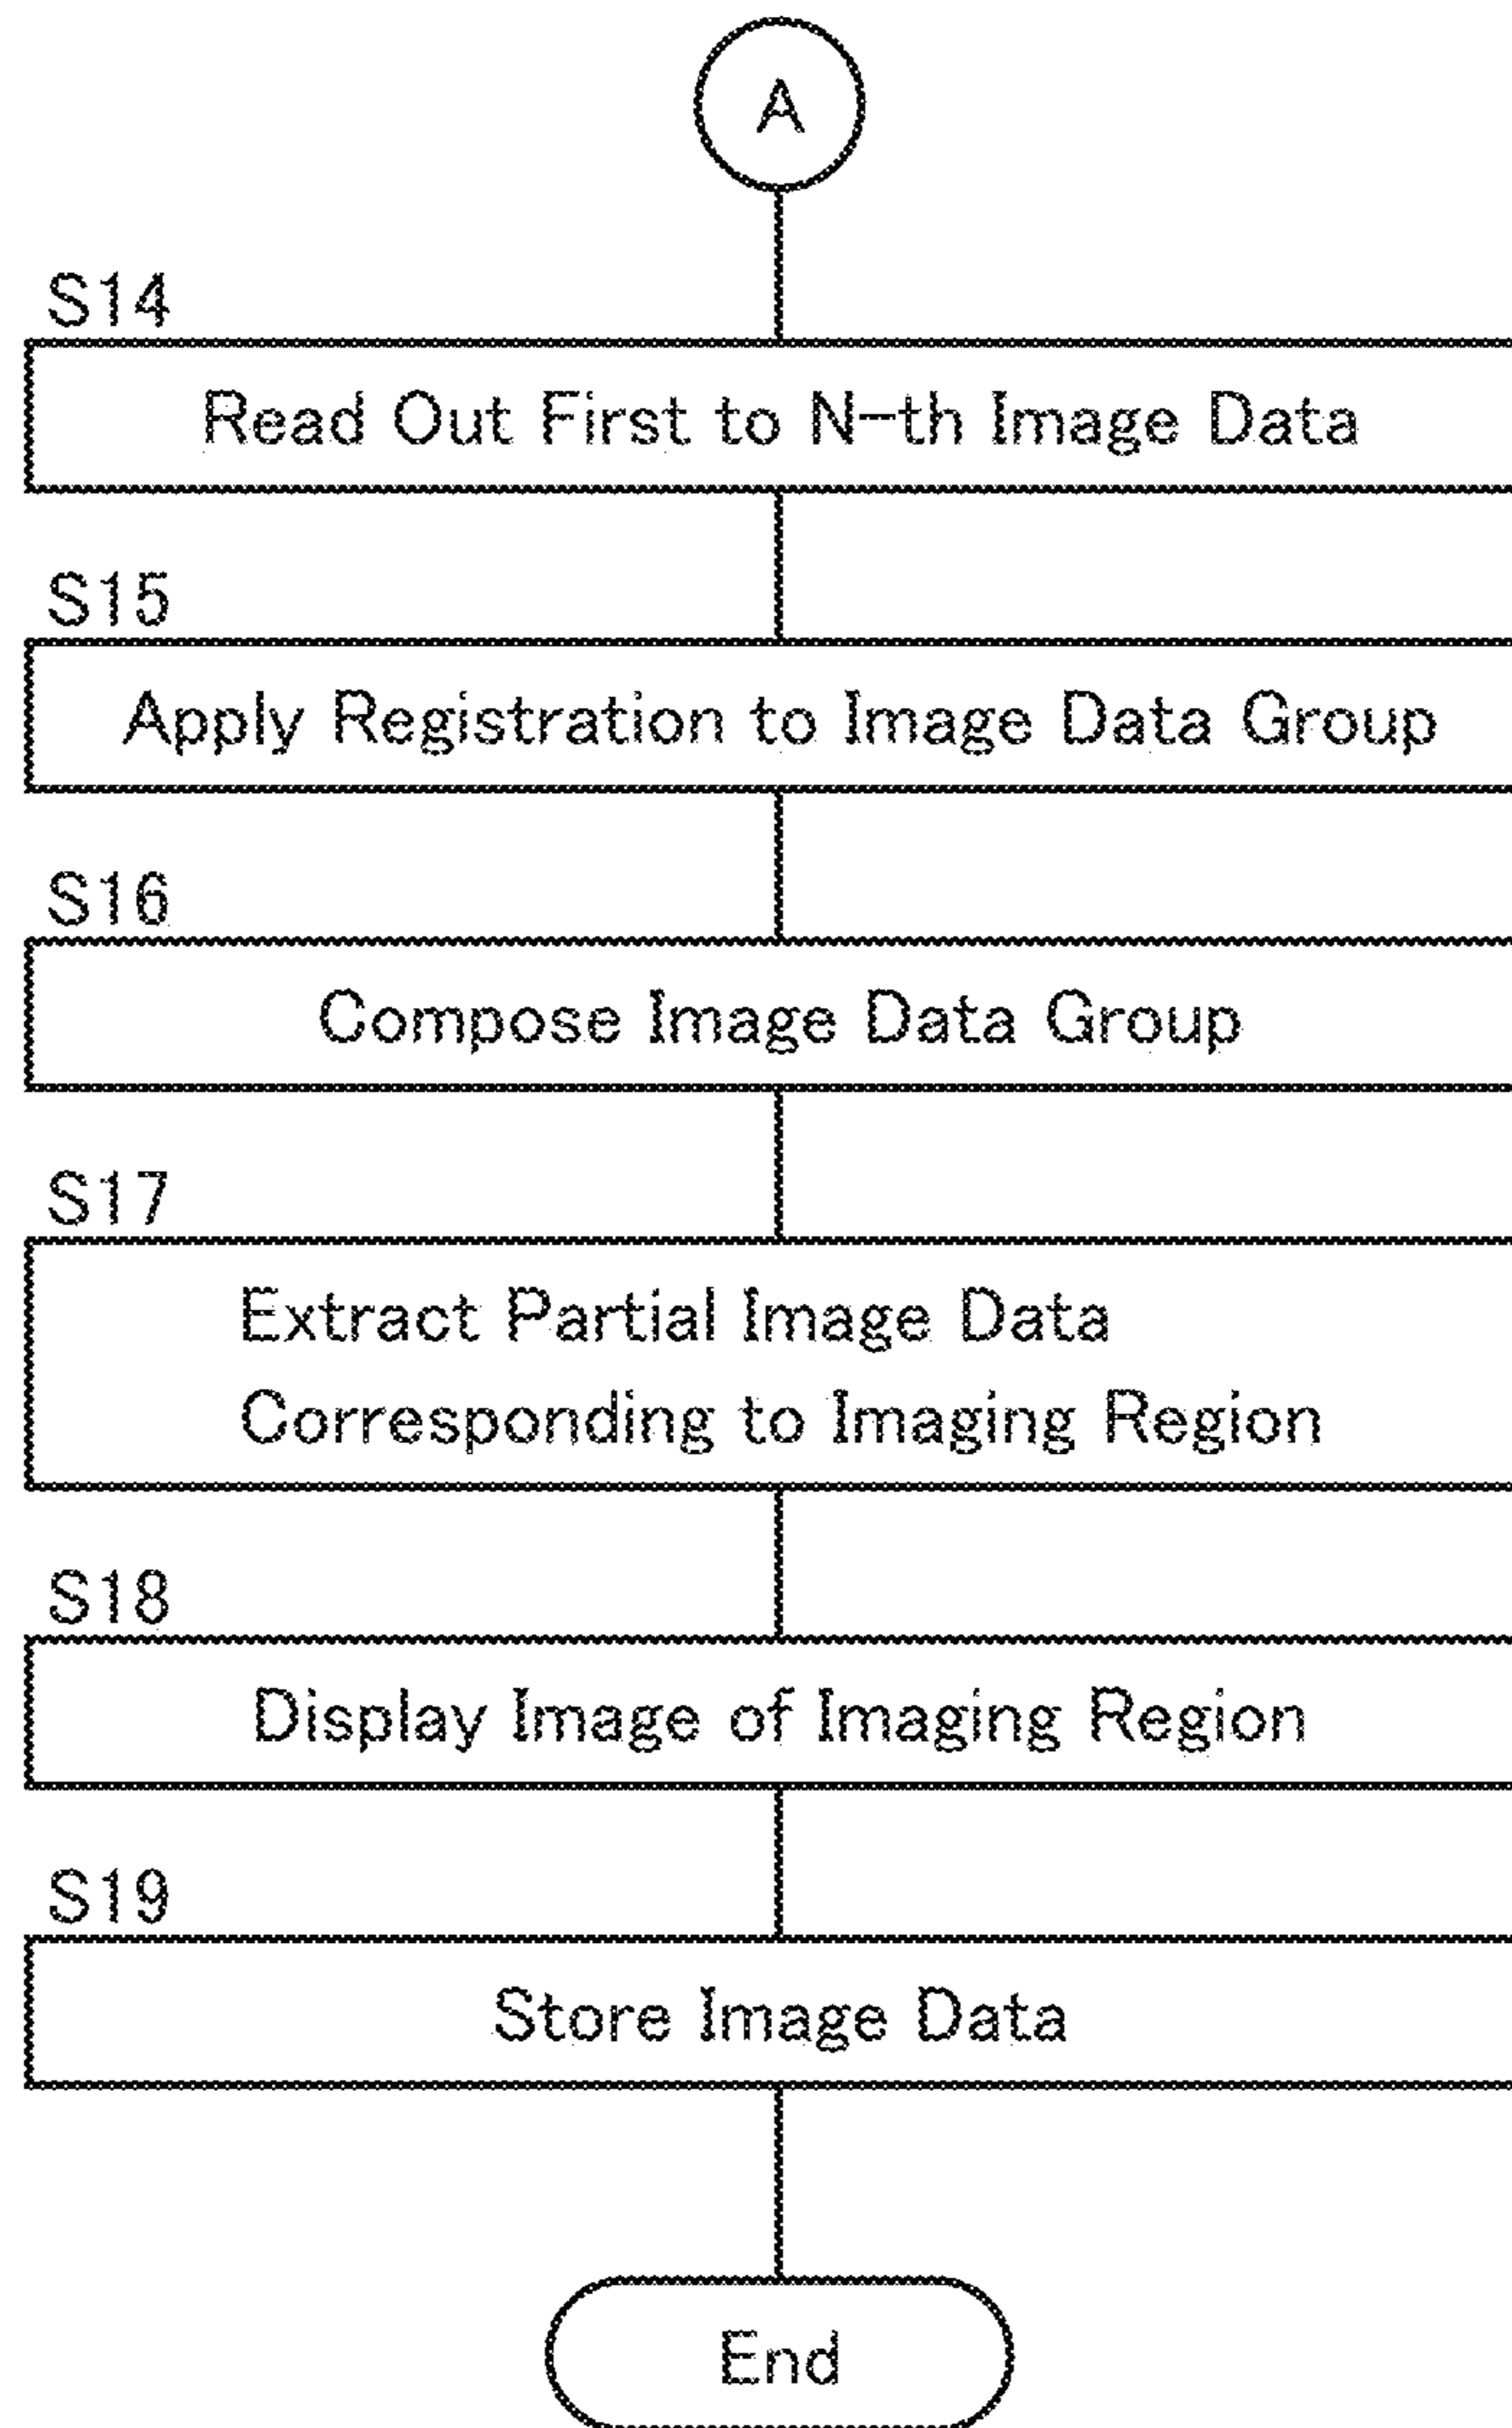 A
S14
Read Out First to N-th Image Data
S15
Apply Registration to Image Data Group
S16
Compose Image Data Group
S17
Extract Partial Image Data
Corresponding to Imaging Region
S18
Display Image of Imaging Region
S19
Store Image Data
End